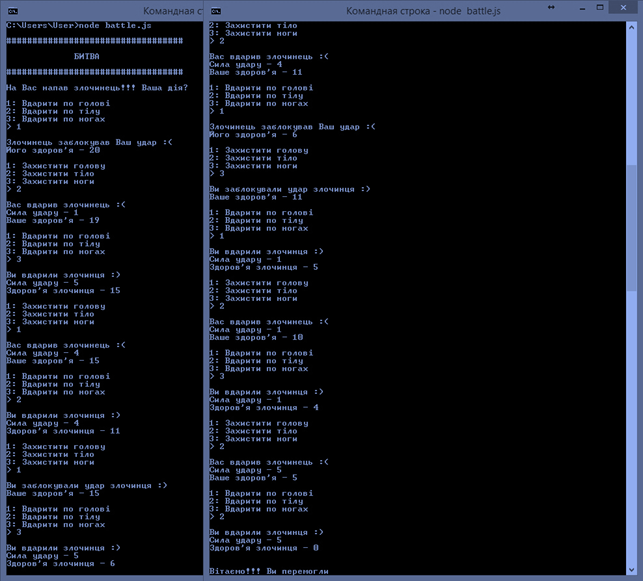 Командная ст
C:\Users\User>node battle.js
##################################
БИТВА
##################################
На Вас напав злочинець!!! Ваша дія?
1: Вдарити по голові
2: Вдарити по тілу
3: Вдарити по ногах
> 1
Злочинець заблокував Ваш удар :(
Його здоров'я - 20
1: Захистити голову
2: Захистити тіло
3: Захистити ноги
> 2
Вас вдарив злочинець :(
Сила удару - 1
Ваше здоров'я - 19
1: Вдарити по голові
2: Вдарити по тілу
3: Вдарити по ногах
> 3
Ви вдарили злочинця :)
Сила удару - 5
Здоров'я злочинця - 15
1: Захистити голову
2: Захистити тіло
3: Захистити ноги
> 1
Вас вдарив злочинець :(
Сила удару - 4
Ваше здоров'я - 15
1: Вдарити по голові
2: Вдарити по тілу
3: Вдарити по ногах
> 2
Ви вдарили злочинця :)
Сила удару - 4
Здоров'я злочинця - 11
1: Захистити голову
2: Захистити тіло
3: Захистити ноги
> 1
Ви заблокували удар злочинця :)
Ваше здоров'я - 15
1: Вдарити по голові
2: Вдарити по тілу
3: Вдарити по ногах
> 3
Ви вдарили злочинця :)
Сила удару - 5
Здоров'я злочинця - 6
Командная строка - node battle.js
2: Захистити тіло
3: Захистити ноги
> 2
Вас вдарив злочинець :(
Сила удару - 4
Ваше здоров'я - 11
1: Вдарити по голові
2: Вдарити по тілу
3: Вдарити по ногах
> 1
Злочинець заблокував Ваш удар :(
Його здоров'я - 6
1: Захистити голову
2: Захистити тіло
3: Захистити ноги
> 3
Ви заблокували удар злочинця :)
Ваше здоров'я - 11
1: Вдарити по голові
2: Вдарити по тілу
3: Вдарити по ногах
> 1
Ви вдарили злочинця :)
Сила удару - 1
Здоров'я злочинця - 5
1: Захистити голову
2: Захистити тіло
3: Захистити ноги
> 2
Вас вдарив злочинець :(
Сила удару - 1
Ваше здоров'я - 10
1: Вдарити по голові
2: Вдарити по тілу
3: Вдарити по ногах
> 3
Ви вдарили злочинця :)
Сила удару - 1
Здоров'я злочинця - 4
1: Захистити голову
2: Захистити тіло
3: Захистити ноги
> 2
Вас вдарив злочинець :(
Сила удару - 5
Ваше здоров'я - 5
1: Вдарити по голові
2: Вдарити по тілу
3: Вдарити по ногах
> 2
Ви вдарили злочинця :)
Сила удару - 5
Здоров'я злочинця - 0
Вітаємо!!! Ви перемогли